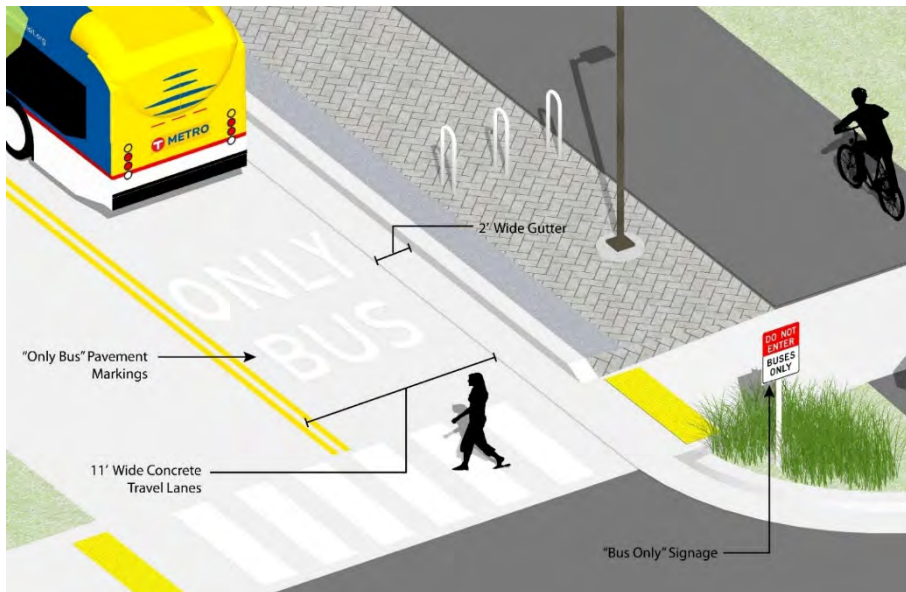 METRO
2' Wide Gutter
ONLY
BUS
"Only Bus" Pavement
Markings
DO NOT
ENTER
BUSES
ONLY
11' Wide Concrete
Travel Lanes
"Bus Only" Signage